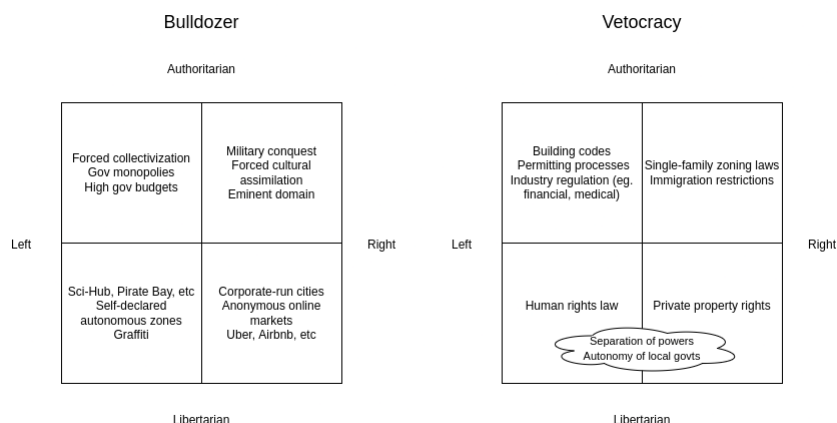 Bulldozer
Authoritarian
Forced collectivization
Gov monopolies
High gov budgets
Military conquest
Forced cultural
assimilation
Eminent domain
Left
Right
Sci-Hub, Pirate Bay, etc
Self-declared
autonomous zones
Graffiti
Corporate-run cities
Anonymous online
markets
Uber, Airbnb, etc
Libertarian
Vetocracy
Authoritarian
Building codes
Permitting processes
Industry regulation (eg.
financial, medical)
Single-family zoning laws
Immigration restrictions
Left
Right
Human rights law
Private property rights
Separation of powers
Autonomy of local govts
Libertarian